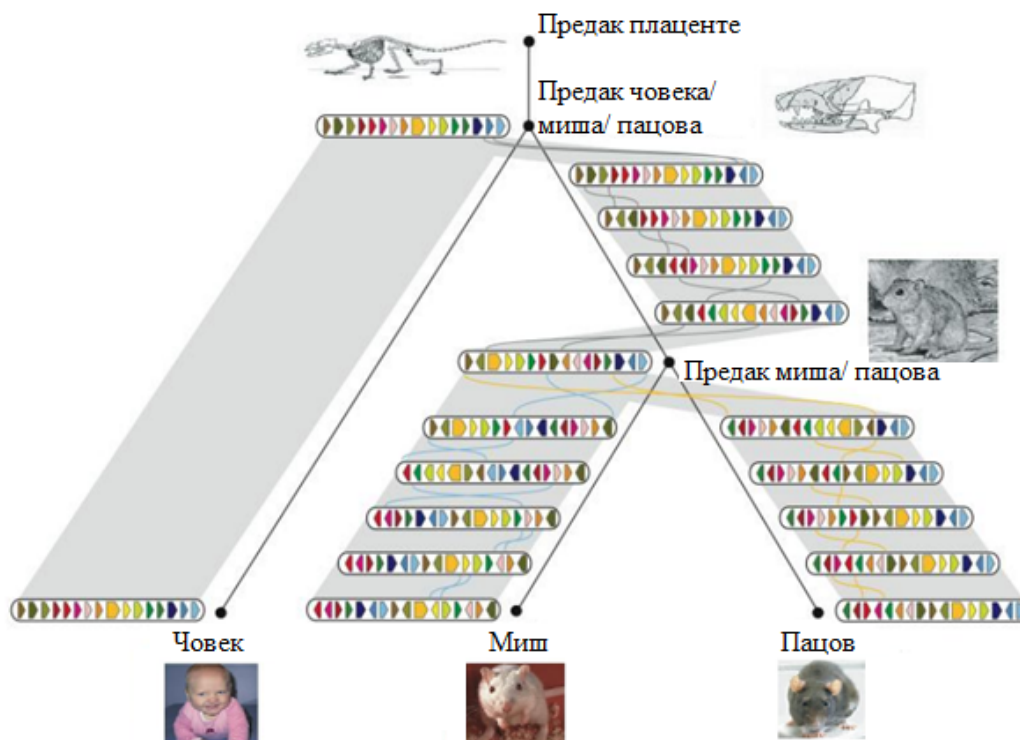 Предак плаценте
Предак човека/
миша/ пацова
Предак миша/ пацова
Човек
Миш
Пацов